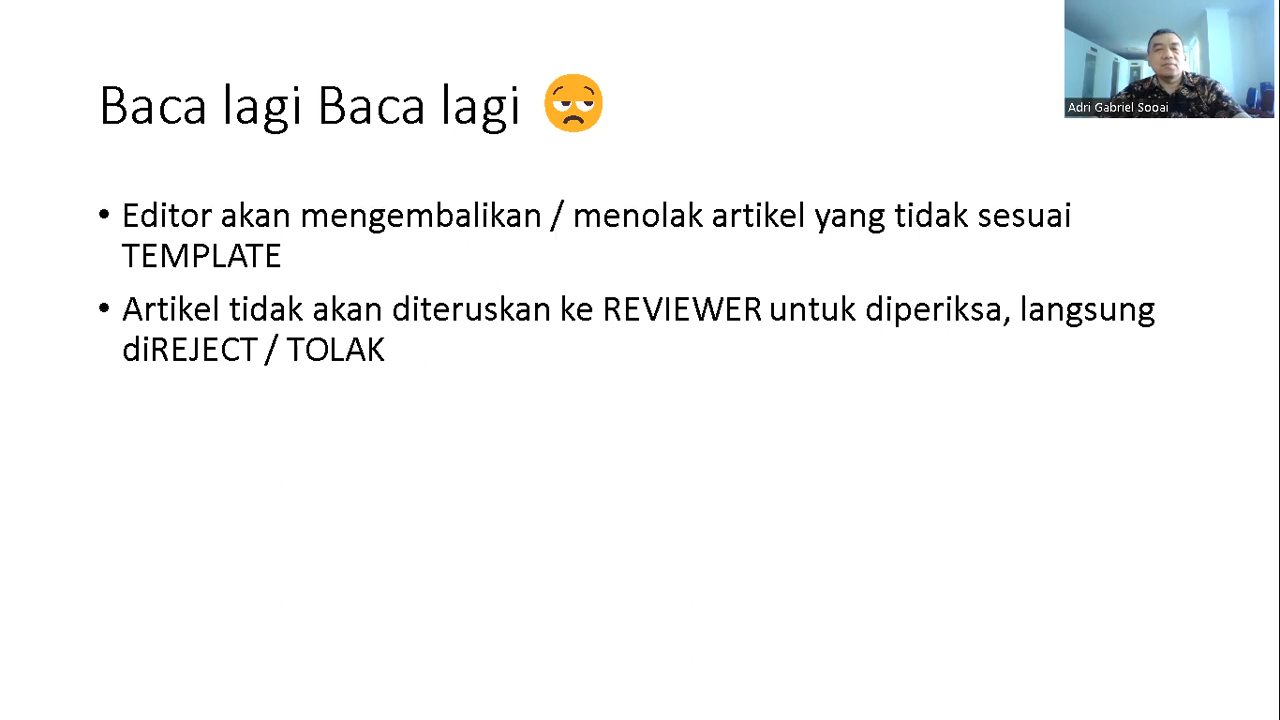 Baca lagi Baca lagi 😞
Adri Gabriel Sooai
• Editor akan mengembalikan / menolak artikel yang tidak sesuai
TEMPLATE
• Artikel tidak akan diteruskan ke REVIEWER untuk diperiksa, langsung
diREJECT / TOLAK